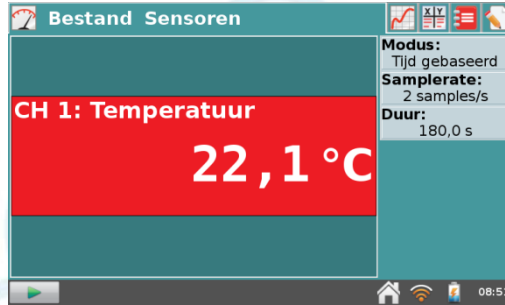 Bestand Sensoren
X Y
Modus:
Tijd gebaseerd
Samplerate:
2 samples/s
Duur:
180,0 s
CH 1: Temperatuur
22,1 °C